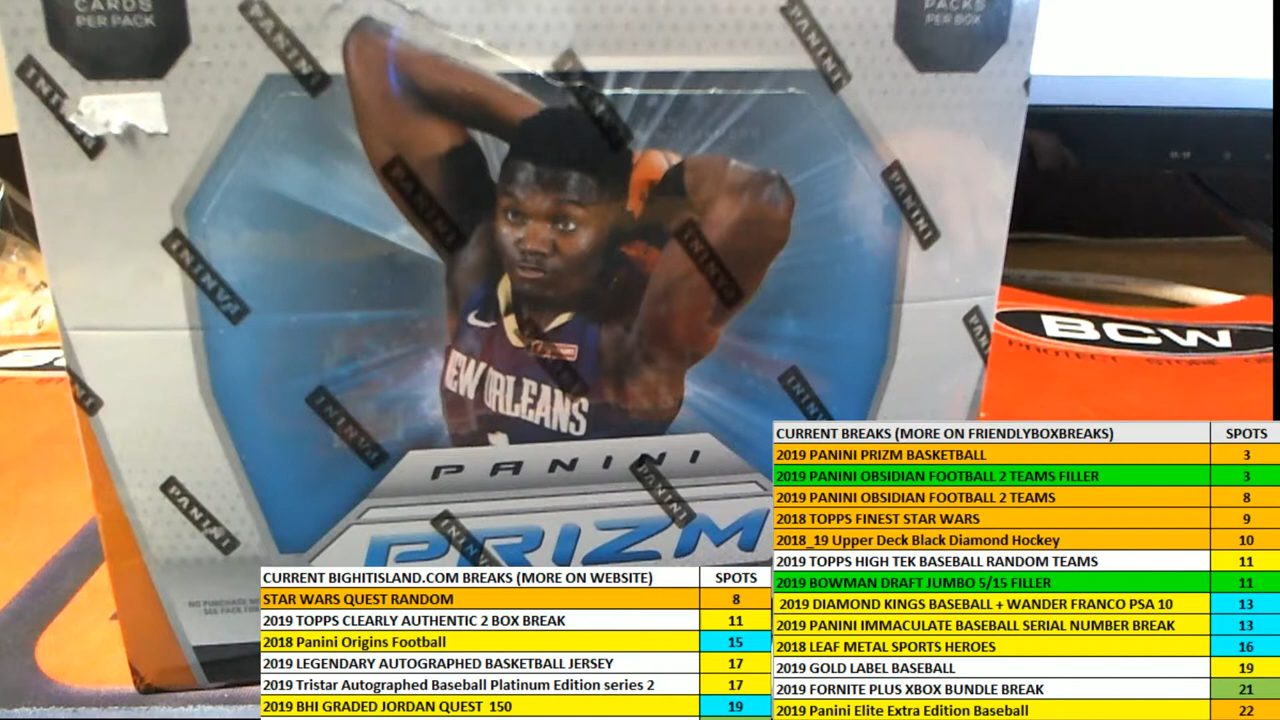 CARDS
PER PACK
PACKS
PER BOX
PANINI
PANINI
PANINI
PANINI
PANINI
PANINI
PANINI
PANINI
PANINI
NEW ORLEANS
PANINI
PRIZM
BCW
CURRENT BREAKS (MORE ON FRIENDLYBOXBREAKS) SPOTS
2019 PANINI PRIZM BASKETBALL 3
2019 PANINI OBSIDIAN FOOTBALL 2 TEAMS FILLER 3
2019 PANINI OBSIDIAN FOOTBALL 2 TEAMS 8
2018 TOPPS FINEST STAR WARS 9
2018_19 Upper Deck Black Diamond Hockey 10
2019 TOPPS HIGH TEK BASEBALL RANDOM TEAMS 11
2019 BOWMAN DRAFT JUMBO 5/15 FILLER 11
2019 DIAMOND KINGS BASEBALL + WANDER FRANCO PSA 10 13
2019 PANINI IMMACULATE BASEBALL SERIAL NUMBER BREAK 13
2018 LEAF METAL SPORTS HEROES 16
2019 GOLD LABEL BASEBALL 19
2019 FORNITE PLUS XBOX BUNDLE BREAK 21
2019 Panini Elite Extra Edition Baseball 22
CURRENT BIGHITISLAND.COM BREAKS (MORE ON WEBSITE) SPOTS
STAR WARS QUEST RANDOM 8
2019 TOPPS CLEARLY AUTHENTIC 2 BOX BREAK 11
2018 Panini Origins Football 15
2019 LEGENDARY AUTOGRAPHED BASKETBALL JERSEY 17
2019 Tristar Autographed Baseball Platinum Edition series 2 17
2019 BHI GRADED JORDAN QUEST 150 19